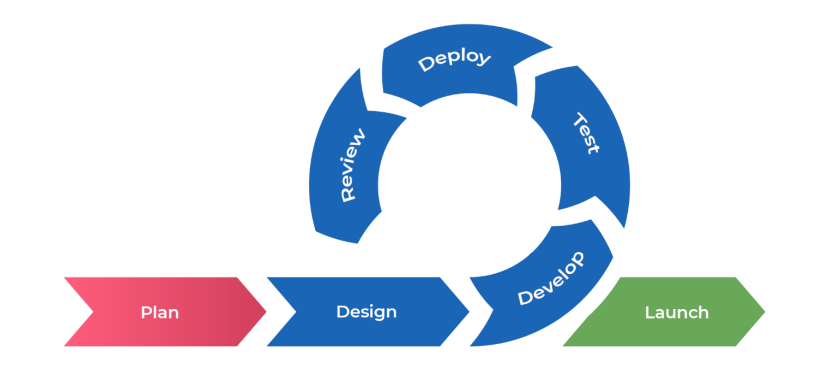 Plan
Design
Develop
Test
Deploy
Review
Launch